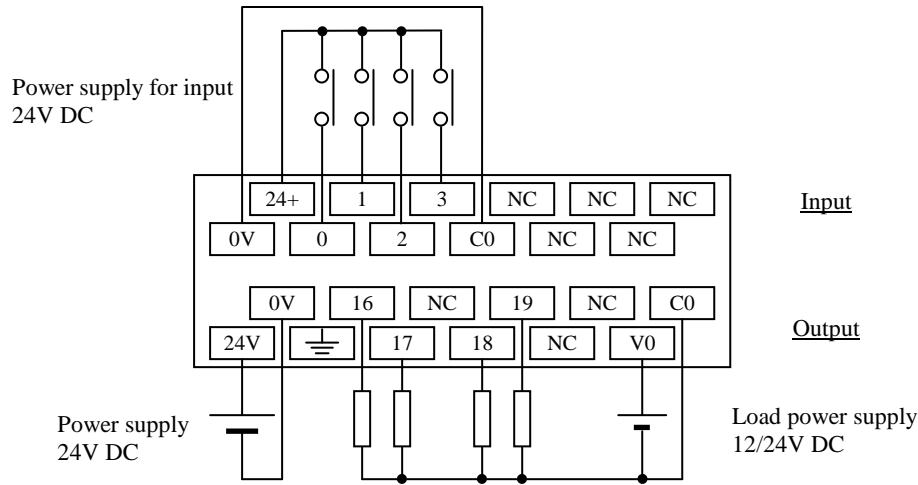 Power supply for input
24V DC
24+ 1 3 NC NC NC
Input
0V 0 2 C0 NC NC
0V 16 NC 19 NC C0
Output
24V 17 18 NC V0
Power supply
24V DC
Load power supply
12/24V DC